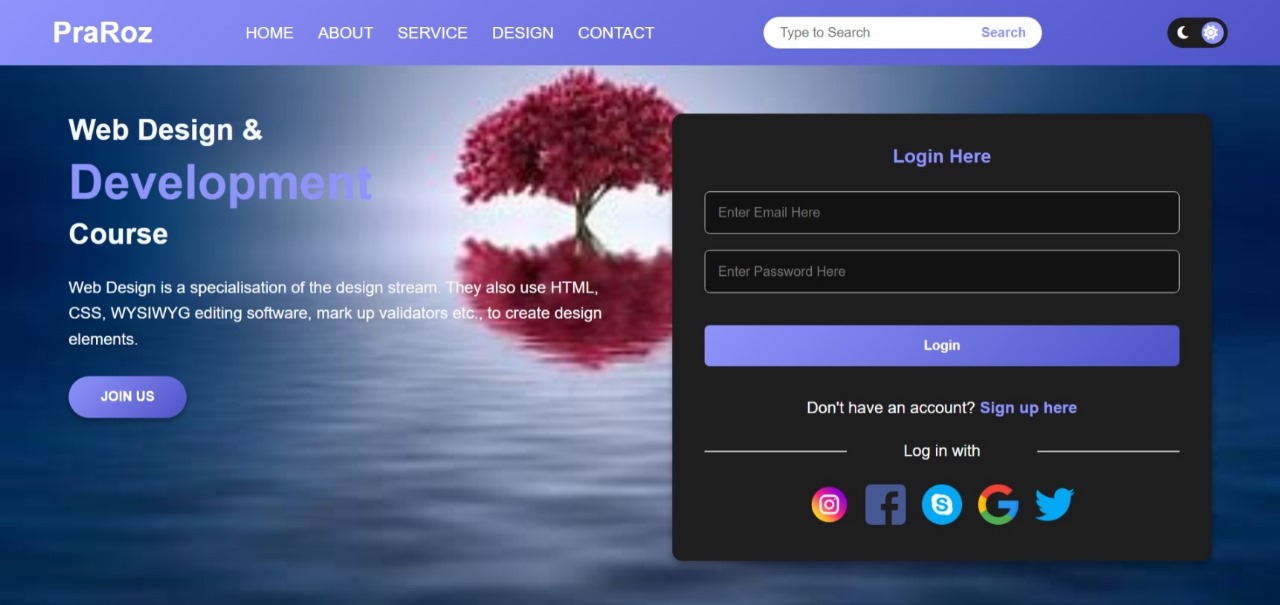 PraRoz
HOME ABOUT SERVICE DESIGN CONTACT
Type to Search Search
Web Design &
Development
Course
Web Design is a specialisation of the design stream. They also use HTML,
CSS, WYSIWYG editing software, mark up validators etc., to create design
elements.
JOIN US
Login Here
Enter Email Here
Enter Password Here
Login
Don't have an account? Sign up here
Log in with